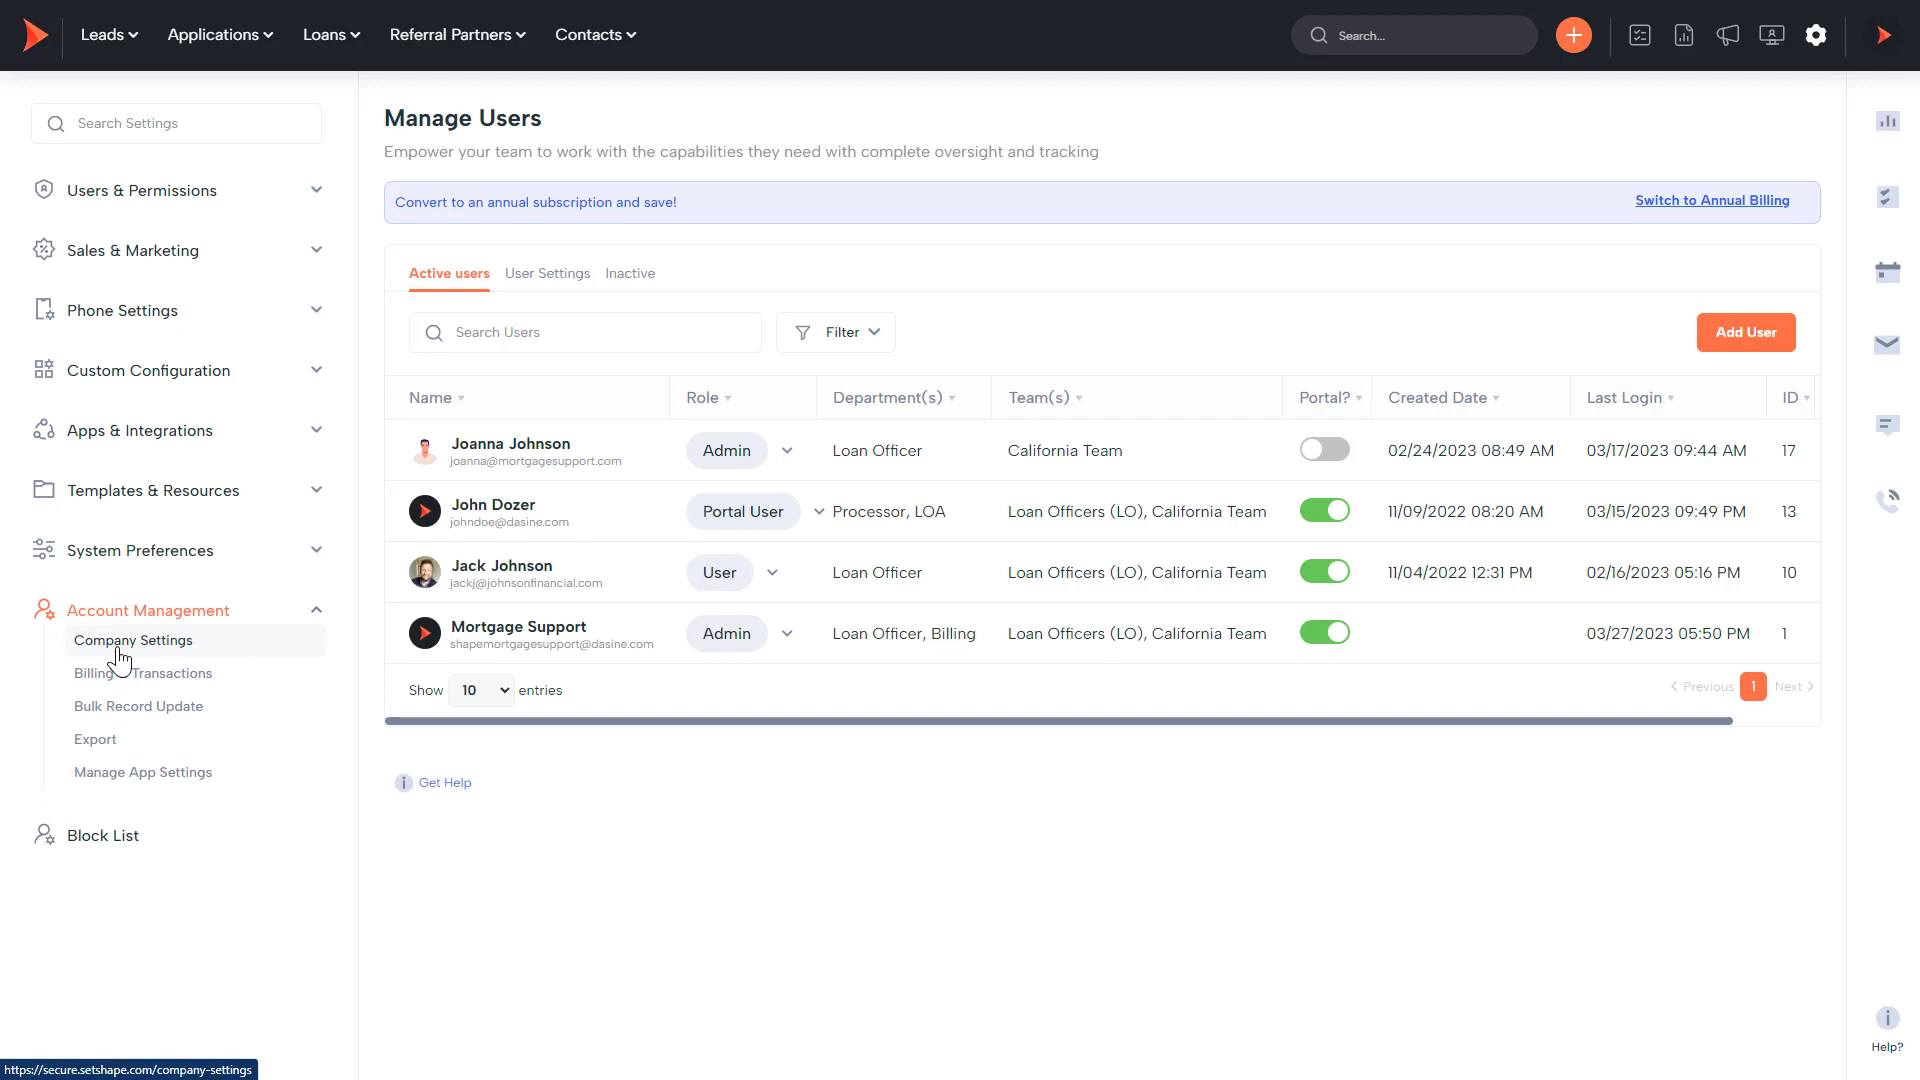 Leads
Applications
Loans
Referral Partners
Contacts
Search...
Search Settings
Users & Permissions
Sales & Marketing
Phone Settings
Custom Configuration
Apps & Integrations
Templates & Resources
System Preferences
Account Management
Company Settings
Billing Transactions
Bulk Record Update
Export
Manage App Settings
Block List
Manage Users
Empower your team to work with the capabilities they need with complete oversight and tracking
Convert to an annual subscription and save! Switch to Annual Billing
Active users User Settings Inactive
Search Users Filter Add User
Name Role Department(s) Team(s) Portal? Created Date Last Login ID
Joanna Johnson Admin Loan Officer California Team 02/24/2023 08:49 AM 03/17/2023 09:44 AM 17
joanna@mortgagesupport.com
John Dozer Portal User Processor, LOA Loan Officers (LO), California Team 11/09/2022 08:20 AM 03/15/2023 09:49 PM 13
johndoe@dasine.com
Jack Johnson User Loan Officer Loan Officers (LO), California Team 11/04/2022 12:31 PM 02/16/2023 05:16 PM 10
jackj@johnsonfinancial.com
Mortgage Support Admin Loan Officer, Billing Loan Officers (LO), California Team 03/27/2023 05:50 PM 1
shapemortgagesupport@dasine.com
Show 10 entries Previous 1 Next
Get Help
Help?
https://secure.setshape.com/company-settings